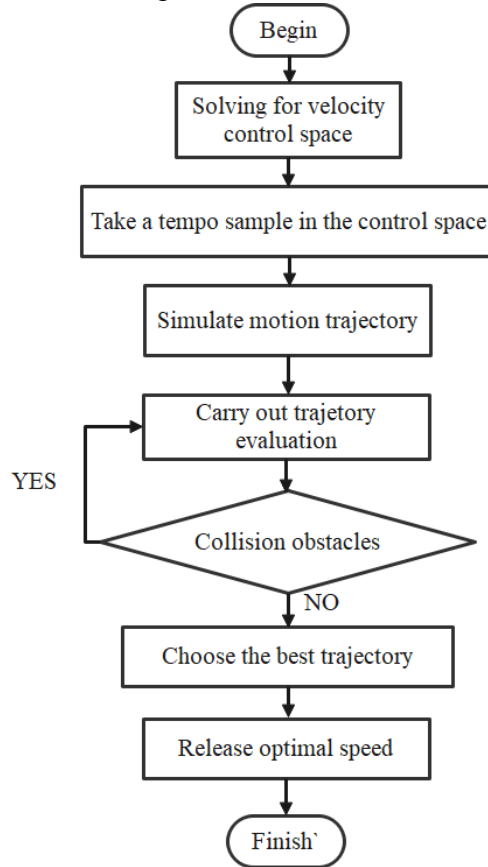 Begin
Solving for velocity
control space
Take a tempo sample in the control space
Simulate motion trajectory
Carry out trajetory
evaluation
YES
Collision obstacles
NO
Choose the best trajectory
Release optimal speed
Finish`